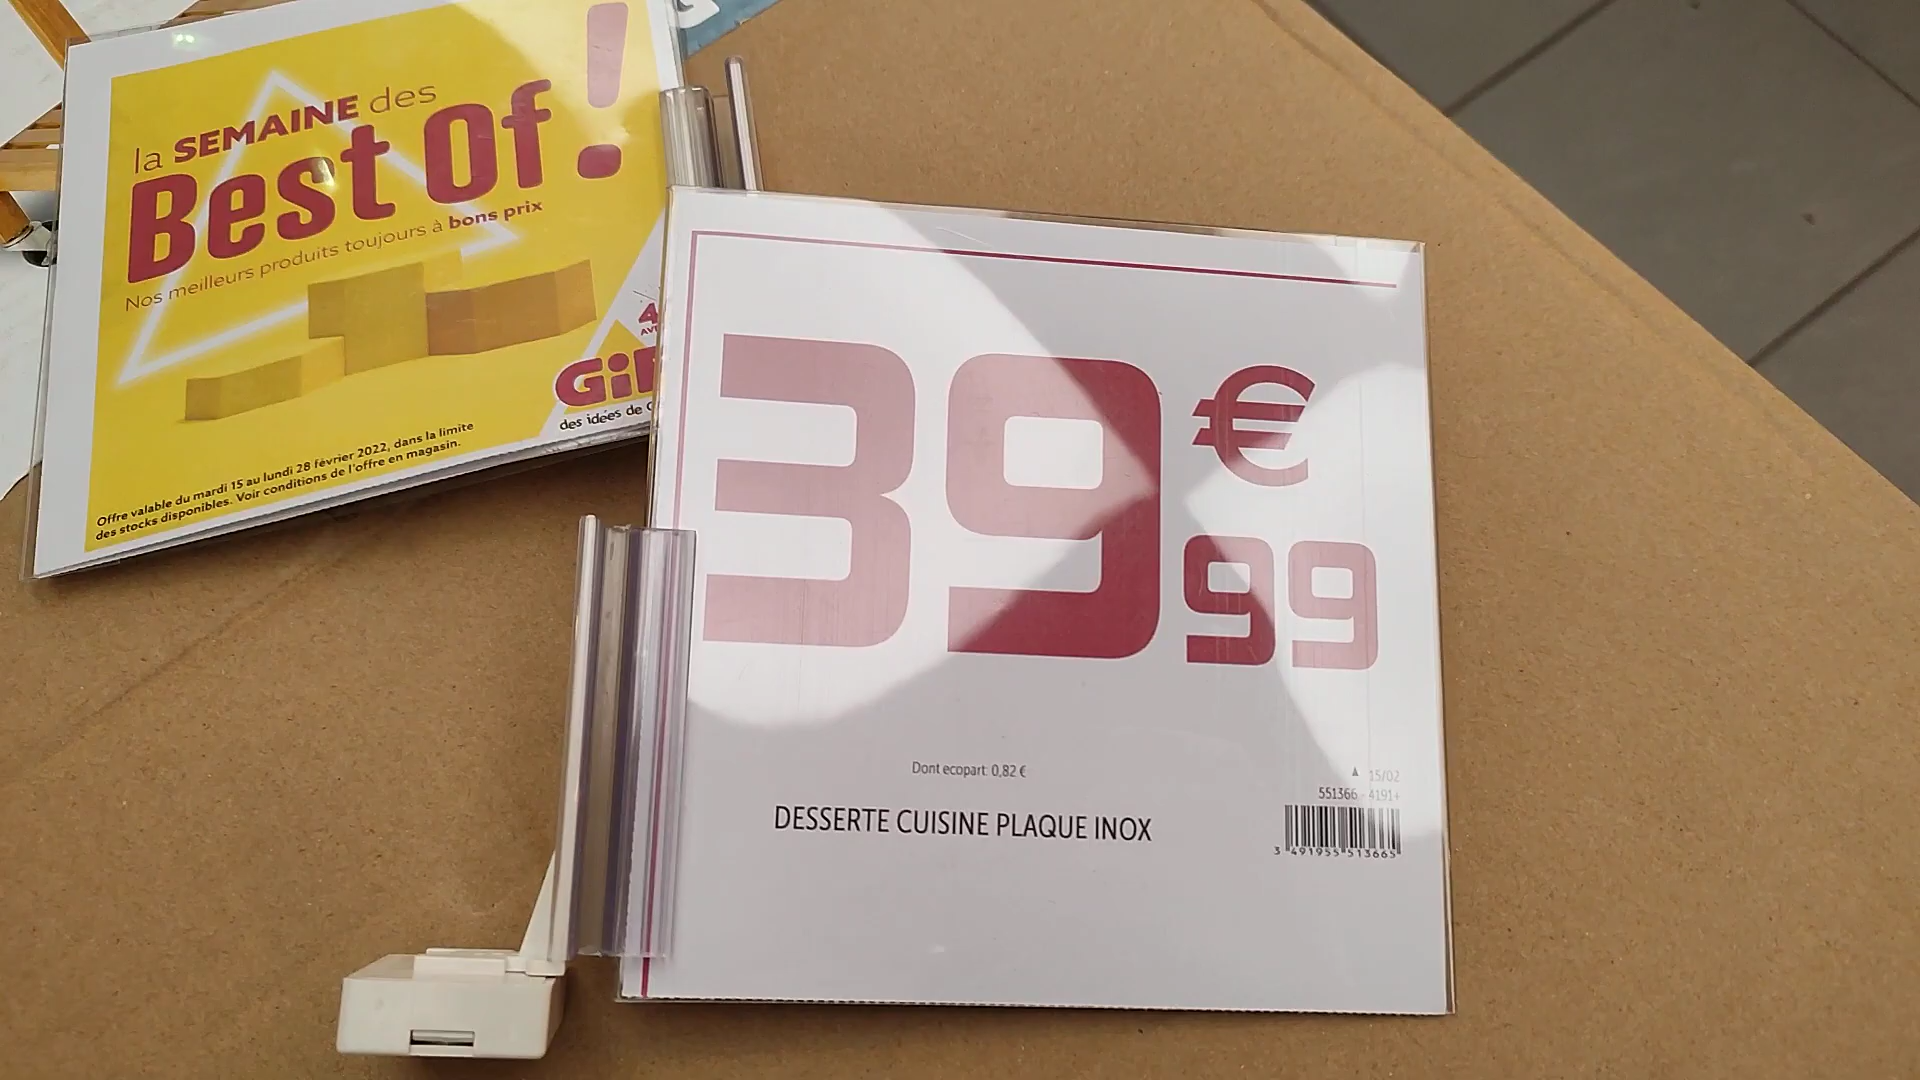 la SEMAINE des
Best Of !
Nos meilleurs produits toujours à bons prix
des idées de
Offre valable du mardi 15 au lundi 28 février 2022, dans la limite
des stocks disponibles. Voir conditions de l'offre en magasin.
39 € 99
Dont ecopart: 0,82 €
DESSERTE CUISINE PLAQUE INOX
▲ 15/02
551366 - 4191+
3 491955 513665